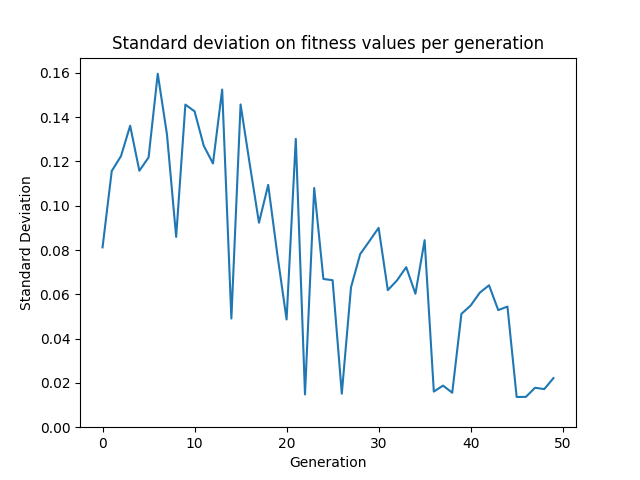 Standard deviation on fitness values per generation
0.16
0.14
0.12
0.10
0.08
0.06
0.04
0.02
0.00
Standard Deviation
0 10 20 30 40 50
Generation